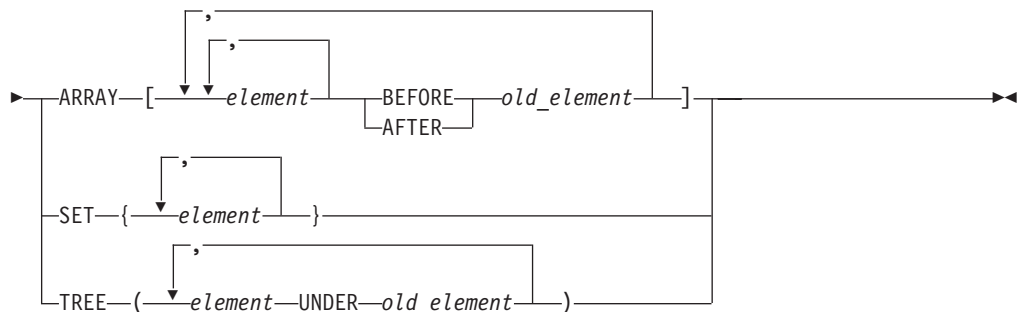 ,
,
ARRAY [ element BEFORE old_element ]
AFTER
,
SET { element }
,
TREE ( element UNDER old element )